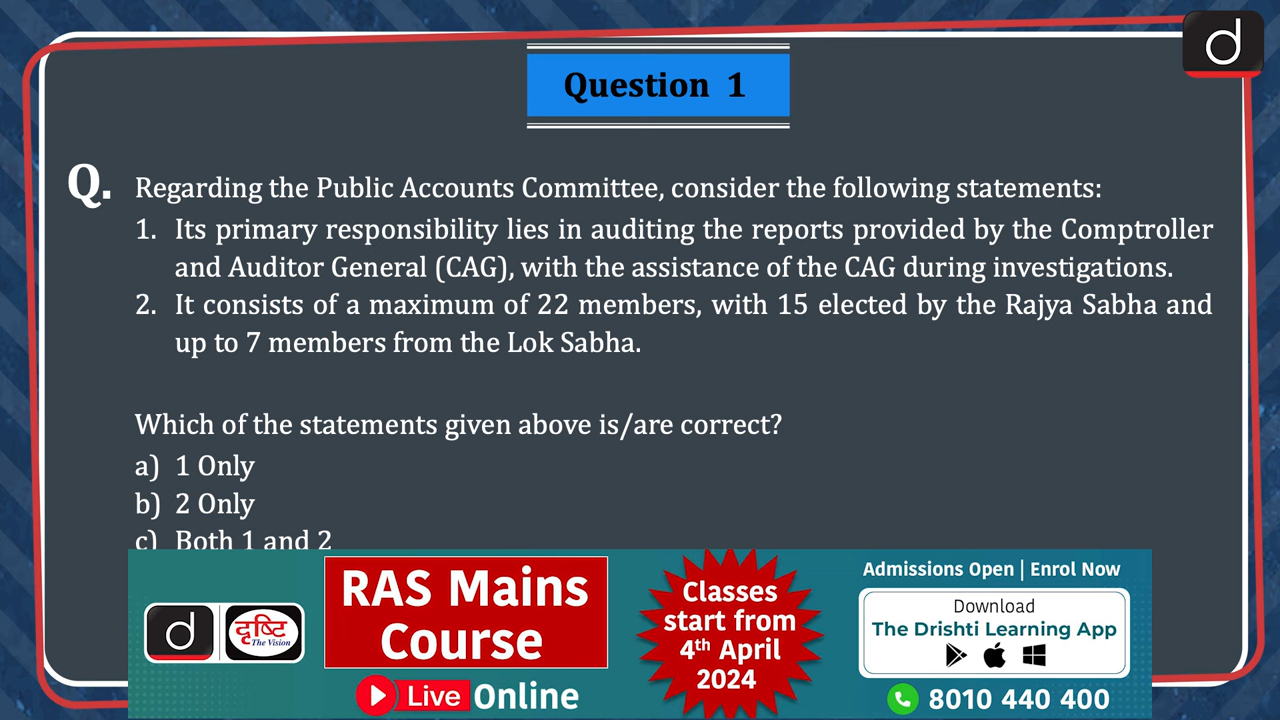 d
Question 1
Q. Regarding the Public Accounts Committee, consider the following statements:
1. Its primary responsibility lies in auditing the reports provided by the Comptroller
and Auditor General (CAG), with the assistance of the CAG during investigations.
2. It consists of a maximum of 22 members, with 15 elected by the Rajya Sabha and
up to 7 members from the Lok Sabha.
Which of the statements given above is/are correct?
a) 1 Only
b) 2 Only
c) Both 1 and 2
d
दृष्टि
The Vision
RAS Mains
Course
Live Online
Classes
start from
4th April
2024
Admissions Open | Enrol Now
Download
The Drishti Learning App
8010 440 400